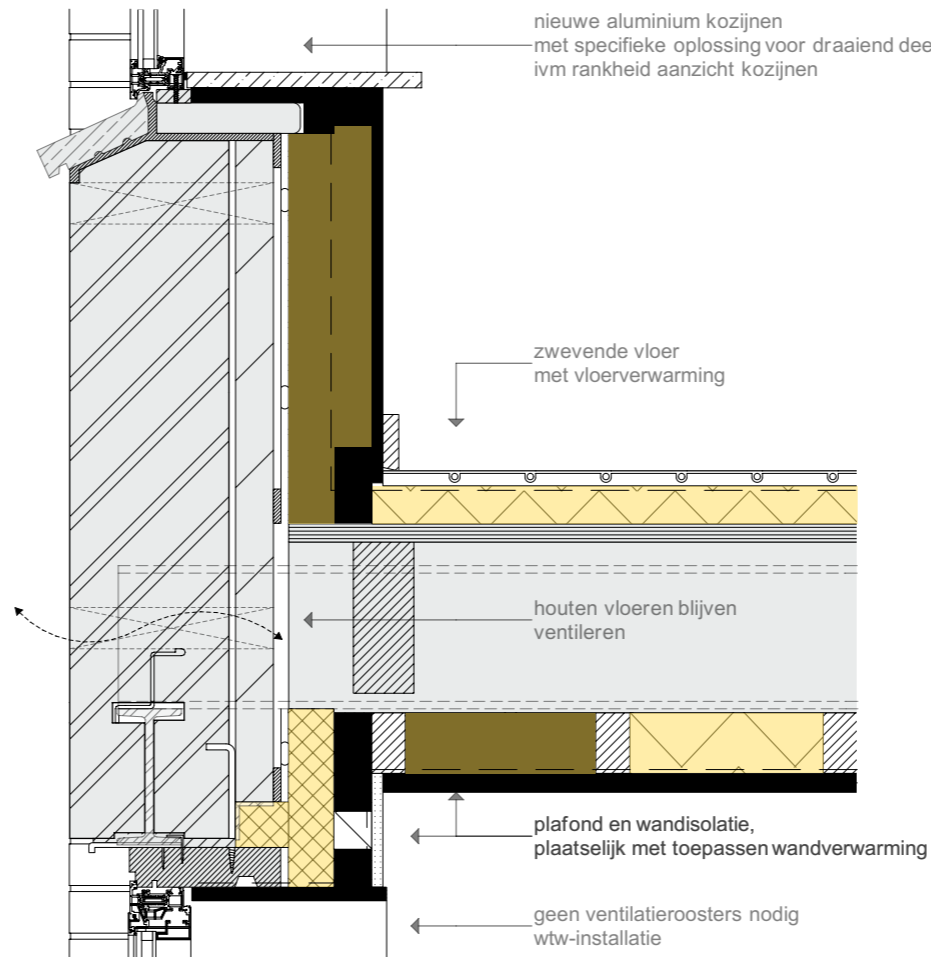 nieuwe aluminium kozijnen
met specifieke oplossing voor draaiend dee
ivm rankheid aanzicht kozijnen
zwevende vloer
met vloerverwarming
houten vloeren blijven
ventileren
plafond en wandisolatie,
plaatselijk met toepassen wandverwarming
geen ventilatieroosters nodig
wtw-installatie